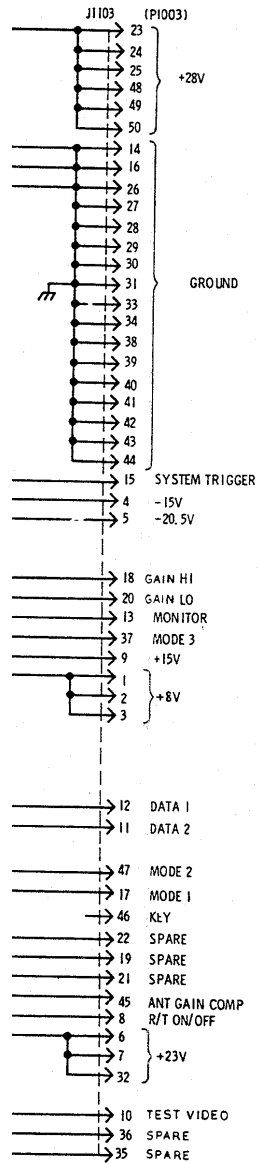 J1103 (P1003)
23
24
25
48
49
50
+28V
14
16
26
27
28
29
30
31
33
34
38
39
40
41
42
43
44
GROUND
15 SYSTEM TRIGGER
4 -15V
5 -20.5V
18 GAIN HI
20 GAIN LO
13 MONITOR
37 MODE 3
9 +15V
1
2
3
+8V
12 DATA 1
11 DATA 2
47 MODE 2
17 MODE 1
46 KEY
22 SPARE
19 SPARE
21 SPARE
45 ANT GAIN COMP
8 R/T ON/OFF
6
7
32
+23V
10 TEST VIDEO
36 SPARE
35 SPARE